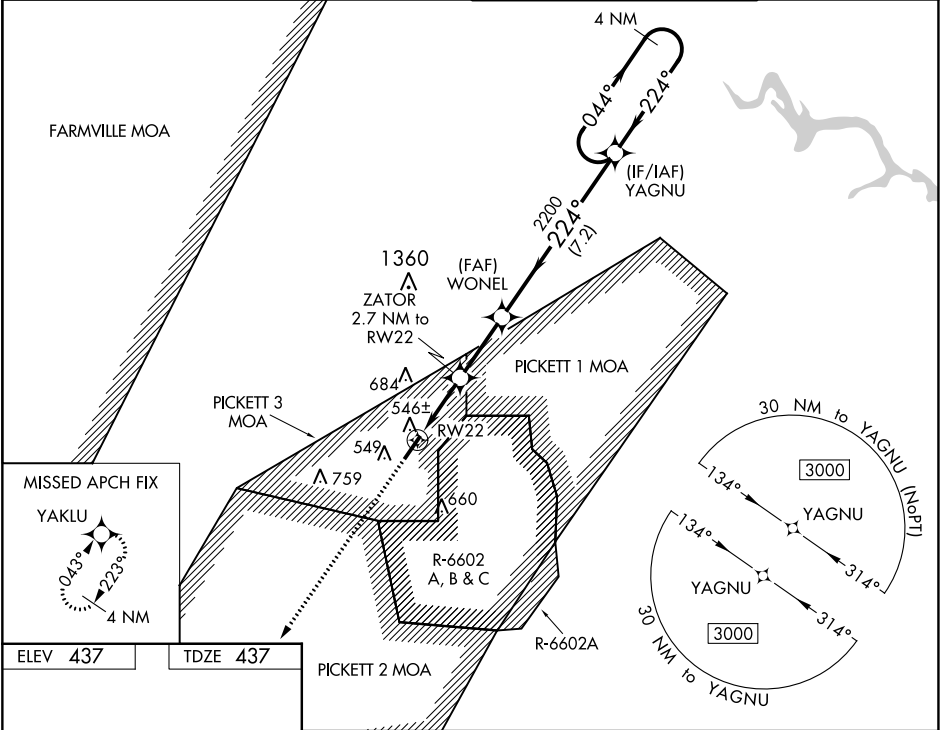 4 NM
044°
224°
FARMVILLE MOA
(IF/IAF)
YAGNU
2200
224°
(7.2)
1360
(FAF)
WONEL
ZATOR
2.7 NM to
RW22
PICKETT 1 MOA
684
PICKETT 3
MOA
546±
RW22
549
759
660
R-6602
A, B & C
R-6602A
PICKETT 2 MOA
30 NM to YAGNU (NoPT)
3000
134°
YAGNU
314°
134°
YAGNU
314°
3000
30 NM to YAGNU
MISSED APCH FIX
YAKLU
043°
223°
4 NM
ELEV 437
TDZE 437